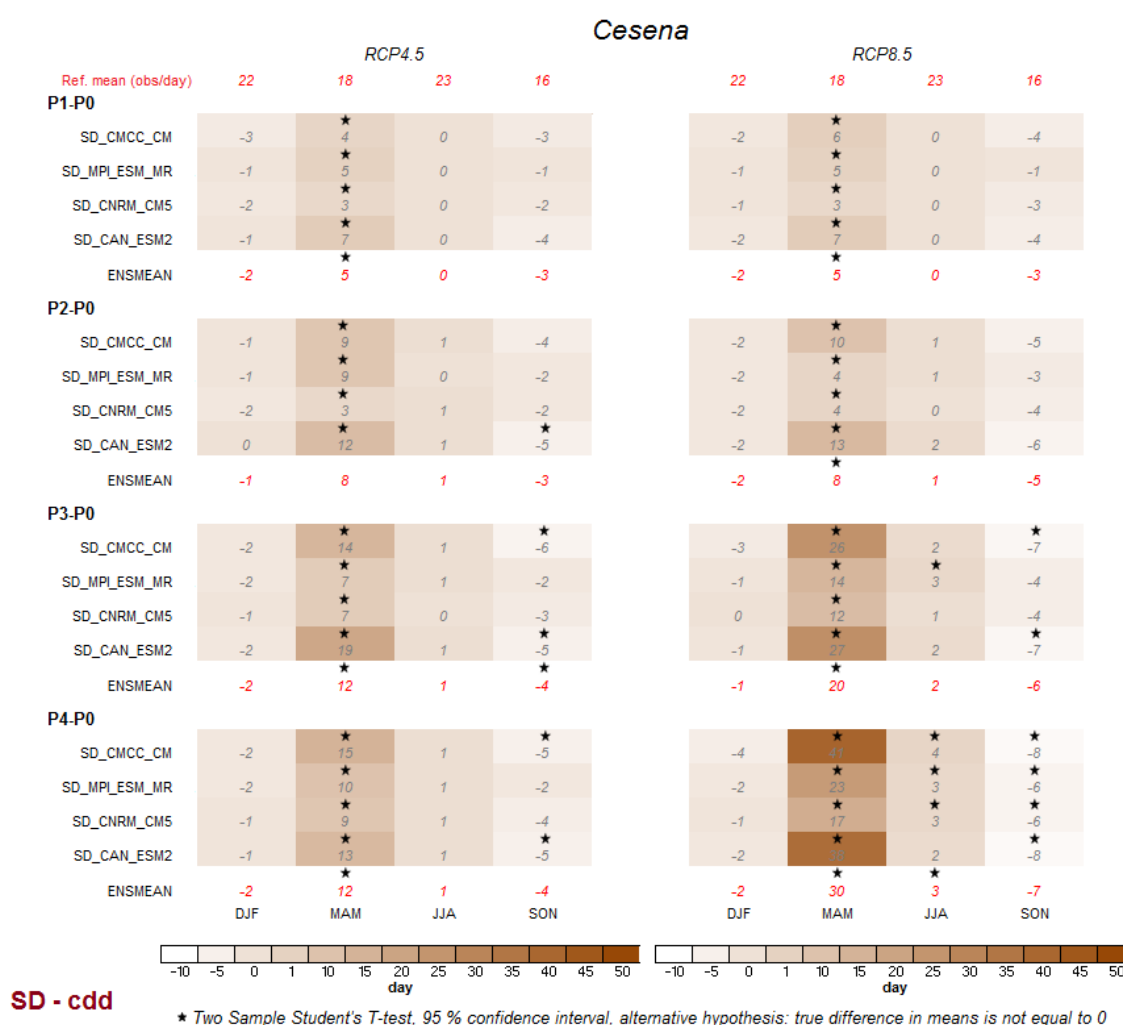 Cesena
RCP4.5 RCP8.5
Ref. mean (obs/day) 22 18 23 16 22 18 23 16
P1-P0
★ ★
SD_CMCC_CM -3 4 0 -3 -2 6 0 -4
★ ★
SD_MPI_ESM_MR -1 5 0 -1 -1 5 0 -1
★ ★
SD_CNRM_CM5 -2 3 0 -2 -1 3 0 -3
★ ★
SD_CAN_ESM2 -1 7 0 -4 -2 7 0 -4
★ ★
ENSMEAN -2 5 0 -3 -2 5 0 -3
P2-P0
★ ★
SD_CMCC_CM -1 9 1 -4 -2 10 1 -5
★ ★
SD_MPI_ESM_MR -1 9 0 -2 -2 4 1 -3
★ ★
SD_CNRM_CM5 -2 3 1 -2 -2 4 0 -4
★ ★ ★
SD_CAN_ESM2 0 12 1 -5 -2 13 2 -6
★
ENSMEAN -1 8 1 -3 -2 8 1 -5
P3-P0
★ ★ ★ ★
SD_CMCC_CM -2 14 1 -6 -3 26 2 -7
★ ★ ★
SD_MPI_ESM_MR -2 7 1 -2 -1 14 3 -4
★ ★
SD_CNRM_CM5 -1 7 0 -3 0 12 1 -4
★ ★ ★ ★
SD_CAN_ESM2 -2 19 1 -5 -1 27 2 -7
★ ★ ★
ENSMEAN -2 12 1 -4 -1 20 2 -6
P4-P0
★ ★ ★ ★ ★
SD_CMCC_CM -2 15 1 -5 -4 41 4 -8
★ ★ ★ ★
SD_MPI_ESM_MR -2 10 1 -2 -2 23 3 -6
★ ★ ★ ★
SD_CNRM_CM5 -1 9 1 -4 -1 17 3 -6
★ ★ ★ ★
SD_CAN_ESM2 -1 13 1 -5 -2 2 -8
★ ★ ★
ENSMEAN -2 12 1 -4 -2 30 3 -7
DJF MAM JJA SON DJF MAM JJA SON
-10 -5 0 1 10 15 20 25 30 35 40 45 50 -10 -5 0 1 10 15 20 25 30 35 40 45 50
day day
SD - cdd
★ Two Sample Student's T-test, 95 % confidence interval, alternative hypothesis: true difference in means is not equal to 0